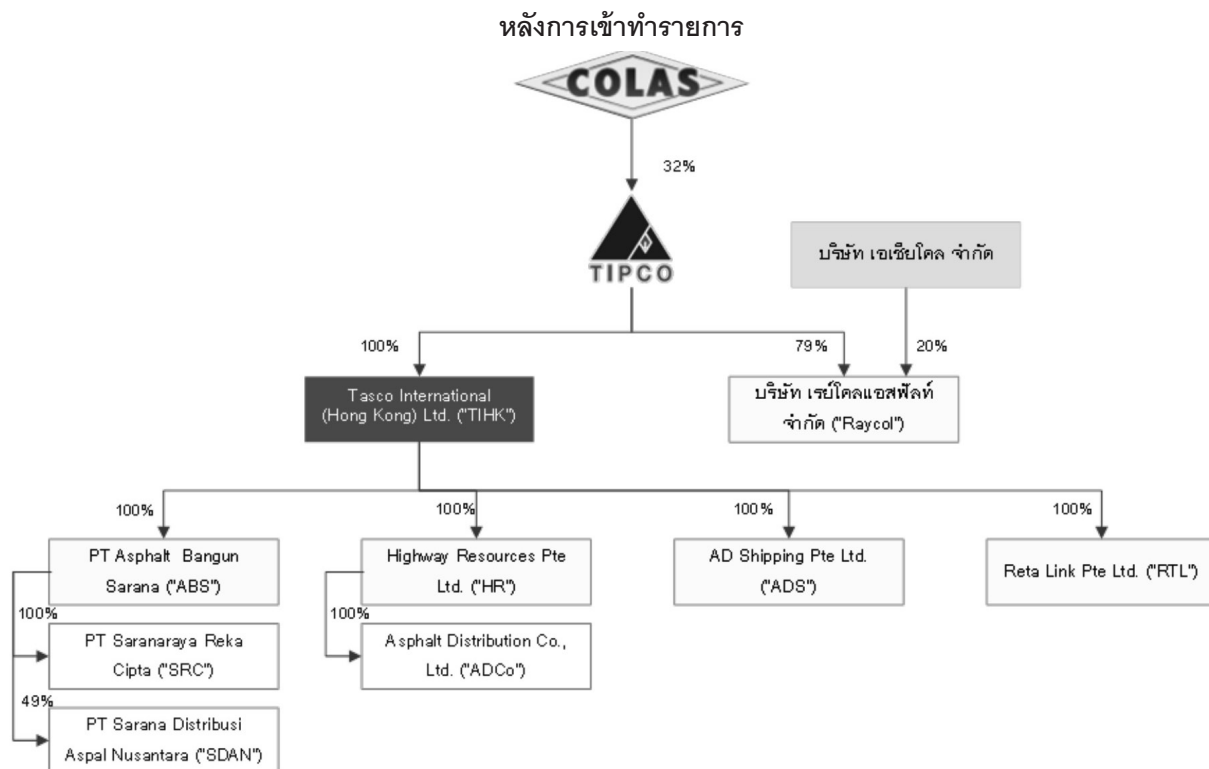 หลังการเข้าทำรายการ
COLAS
32%
TIPCO
บริษัท เอเชียโคล จำกัด
100%
79%
20%
Tasco International
(Hong Kong) Ltd. ("TIHK")
บริษัท เรย์โคลแอสฟัลท์
จำกัด ("Raycol")
100%
100%
100%
100%
PT Asphalt Bangun
Sarana ("ABS")
Highway Resources Pte
Ltd. ("HR")
AD Shipping Pte Ltd.
("ADS")
Reta Link Pte Ltd. ("RTL")
100%
100%
PT Saranaraya Reka
Cipta ("SRC")
Asphalt Distribution Co.,
Ltd. ("ADCo")
49%
PT Sarana Distribusi
Aspal Nusantara ("SDAN")